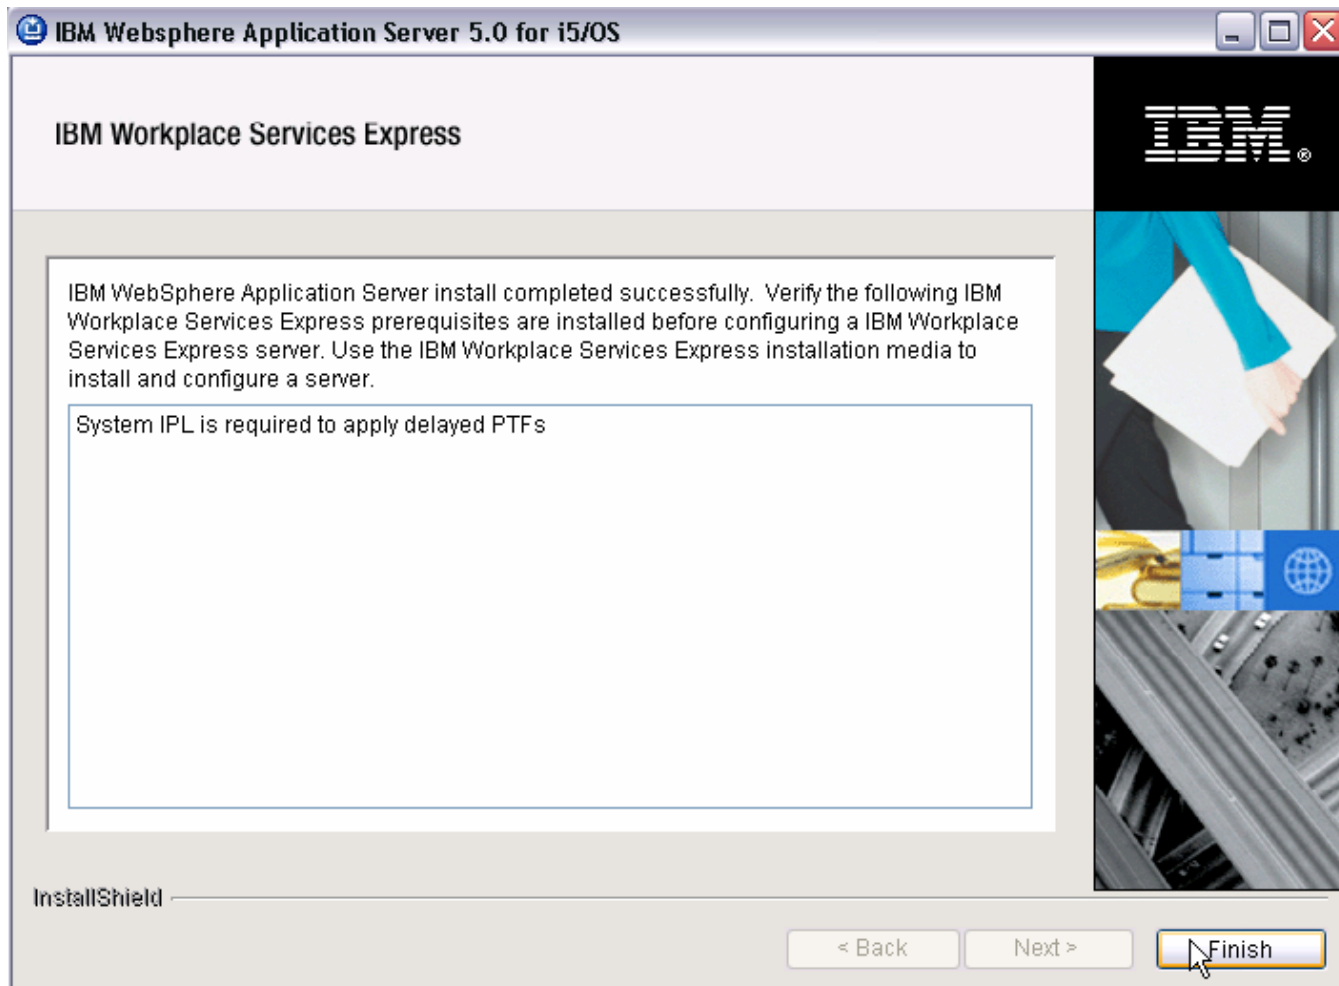 IBM Websphere Application Server 5.0 for i5/OS
IBM Workplace Services Express
IBM®
IBM WebSphere Application Server install completed successfully.  Verify the following IBM
Workplace Services Express prerequisites are installed before configuring a IBM Workplace
Services Express server. Use the IBM Workplace Services Express installation media to
install and configure a server.
System IPL is required to apply delayed PTFs
InstallShield
< Back
Next >
Finish